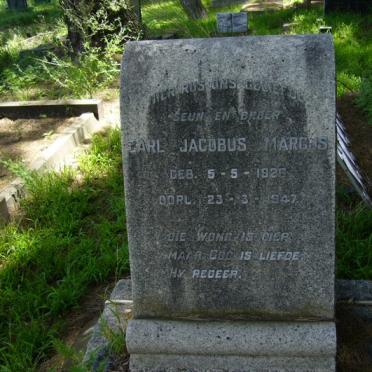 HIER RUS ONS
SEUN EN BROER
CARL JACOBUS MARCUS
GEB. 5-5-1926
OORL. 23-3-1947
DIE WOND IS DIEP,
MAAR GOD IS LIEFDE;
HY REGEER.